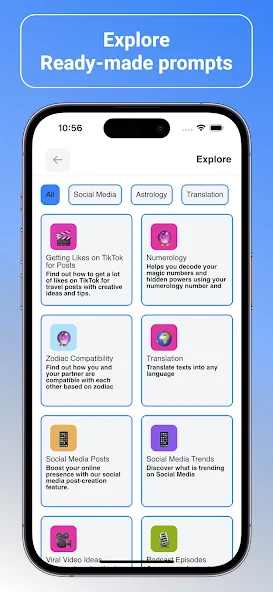 Explore
Ready-made prompts
10:56
Explore
All
Social Media
Astrology
Translation
Getting Likes on TikTok
for Posts
Find out how to get a lot
of likes on TikTok for
travel posts with creative
ideas and tips.
Numerology
Helps you decode your
magic numbers and
hidden powers using your
numerology number and
Zodiac Compatibility
Find out how you and
your partner are
compatible with each
other based on zodiac
Translation
Translate texts into any
language
Social Media Posts
Boost your online
presence with our social
media post-creation
feature.
Social Media Trends
Discover what is trending
on Social Media
Viral Video Ideas
Podcast Episodes